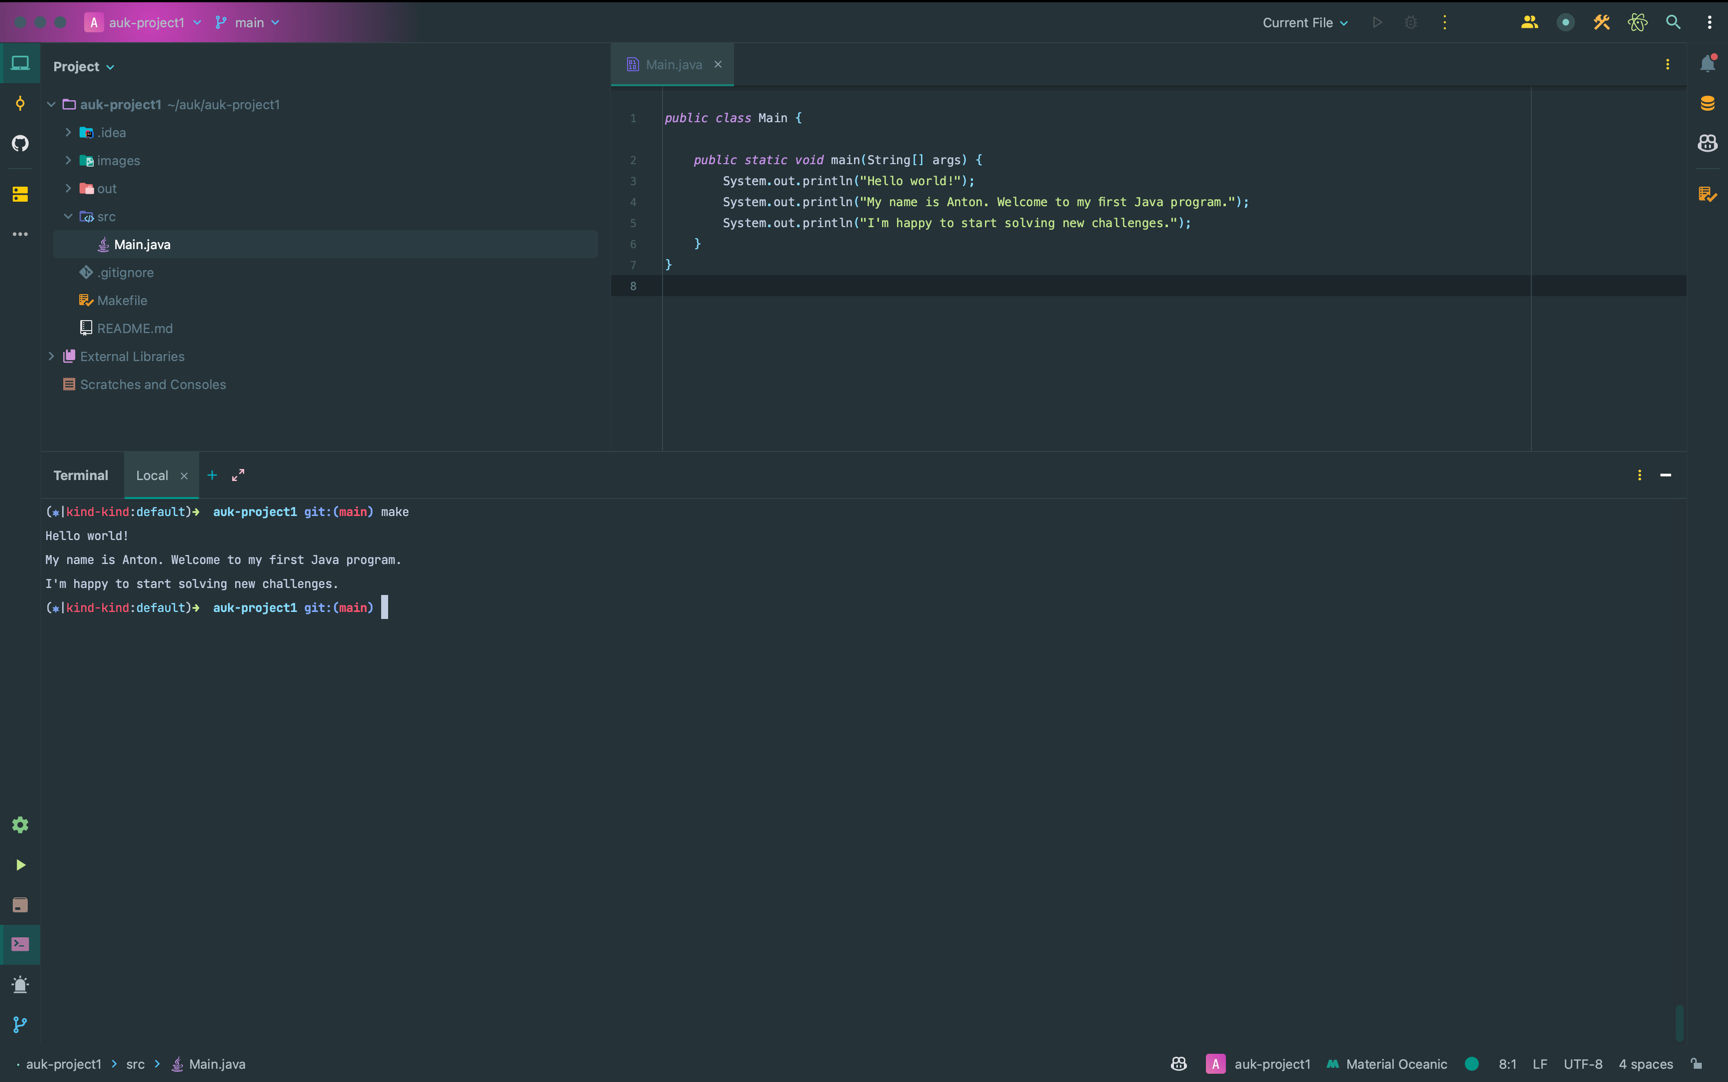 A auk-project1 main Current File
Project
Main.java
auk-project1 ~/auk/auk-project1
.idea
images
out
src
Main.java
.gitignore
Makefile
README.md
External Libraries
Scratches and Consoles
1 public class Main {
2 public static void main(String[] args) {
3 System.out.println("Hello world!");
4 System.out.println("My name is Anton. Welcome to my first Java program.");
5 System.out.println("I'm happy to start solving new challenges.");
6 }
7 }
8
Terminal Local
(*|kind-kind:default)➜ auk-project1 git:(main) make
Hello world!
My name is Anton. Welcome to my first Java program.
I'm happy to start solving new challenges.
(*|kind-kind:default)➜ auk-project1 git:(main)
auk-project1 > src > Main.java A auk-project1 Material Oceanic 8:1 LF UTF-8 4 spaces